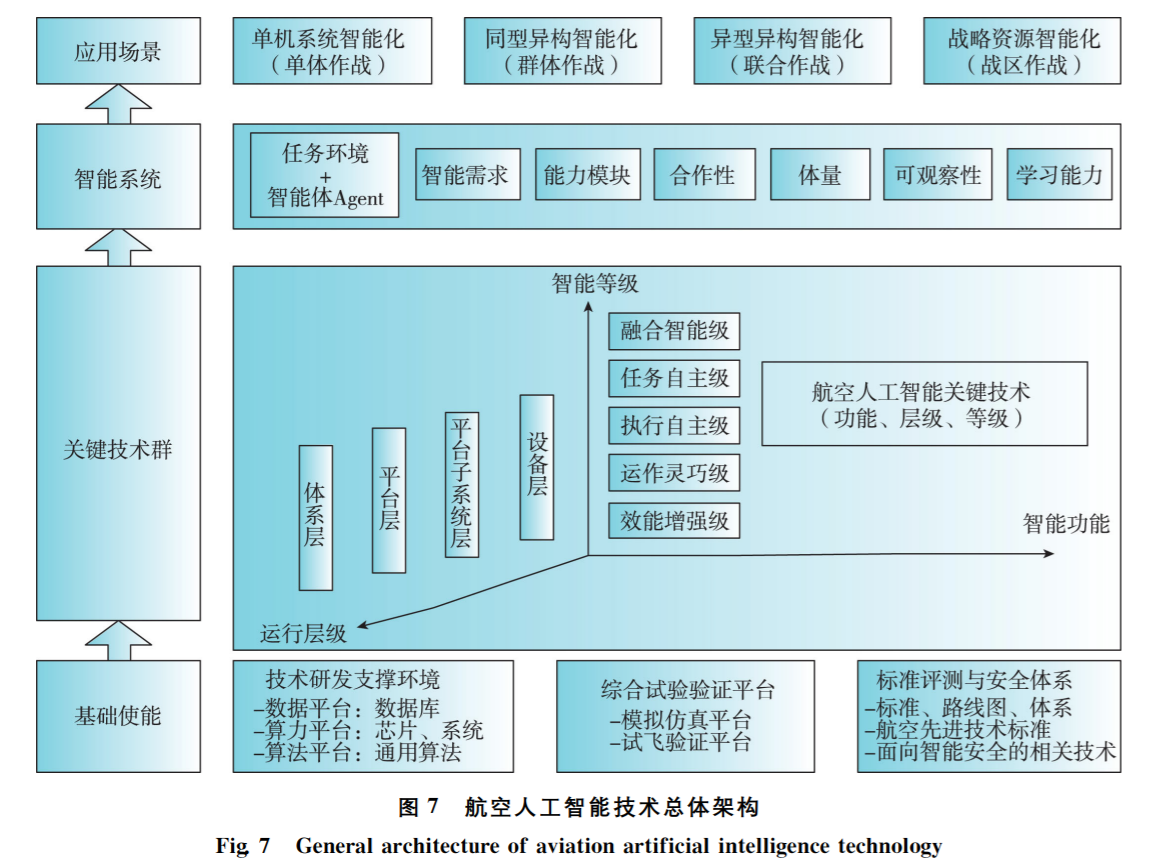 应用场景
单机系统智能化
（单体作战）
同型异构智能化
（群体作战）
异型异构智能化
（联合作战）
战略资源智能化
（战区作战）
智能系统
任务环境
+
智能体Agent
智能需求
能力模块
合作性
体量
可观察性
学习能力
关键技术群
智能等级
融合智能级
任务自主级
执行自主级
运作灵巧级
效能增强级
航空人工智能关键技术
（功能、层级、等级）
体系层
平台层
平台子系统层
设备层
智能功能
运行层级
基础使能
技术研发支撑环境
–数据平台：数据库
–算力平台：芯片、系统
–算法平台：通用算法
综合试验验证平台
–模拟仿真平台
–试飞验证平台
标准评测与安全体系
–标准、路线图、体系
–航空先进技术标准
–面向智能安全的相关技术
图 7 航空人工智能技术总体架构
Fig. 7 General architecture of aviation artificial intelligence technology